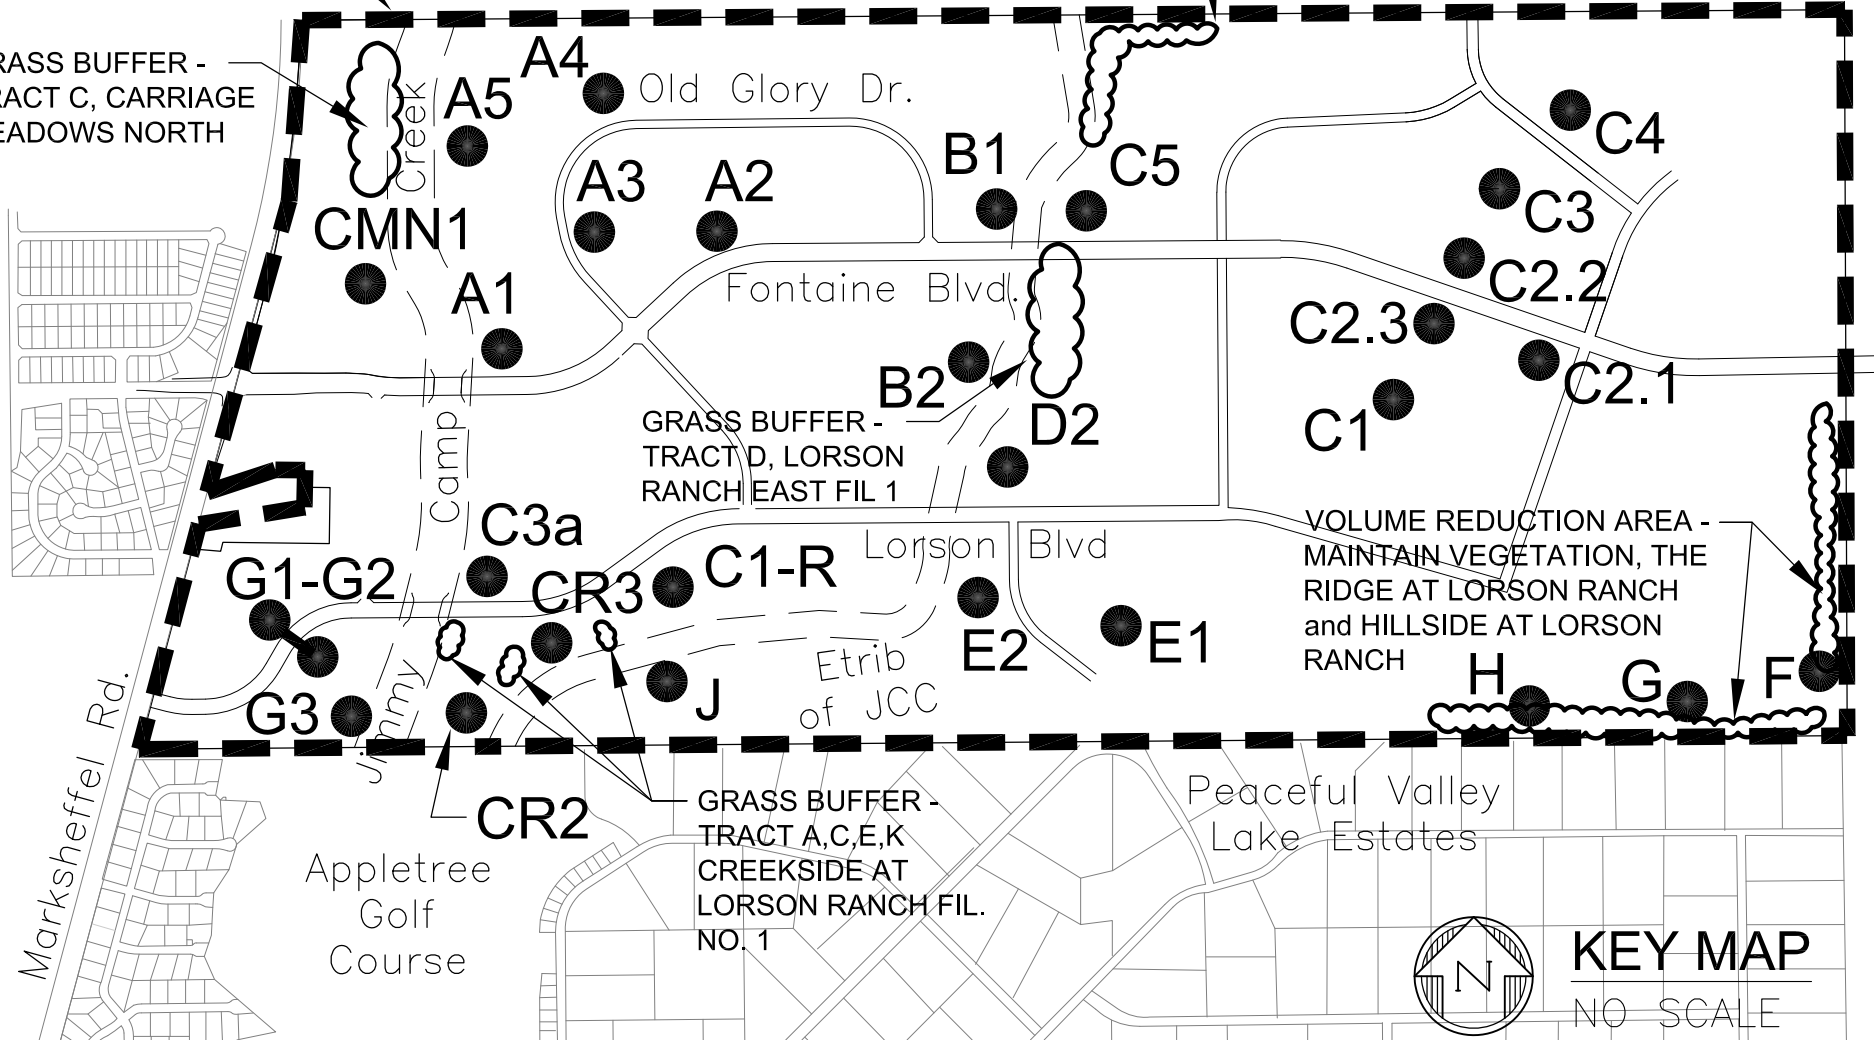 BUFFER -
C, CARRIAGE
NORTH
A4
Old Glory Dr.
A5
Creek
C4
B1
C5
A3
A2
C3
CMN1
Fontaine Blvd.
C2.2
A1
C2.3
B2
C2.1
GRASS BUFFER -
TRACT D, LORSON
RANCH EAST FIL 1
D2
C1
Camp
C3a
Lorson Blvd
VOLUME REDUCTION AREA -
MAINTAIN VEGETATION, THE
RIDGE AT LORSON RANCH
and HILLSIDE AT LORSON
RANCH
G1-G2
CR3
C1-R
E2
E1
Etrib
of JCC
H
G
F
G3
J
Jimmy
Marksheffel Rd.
CR2
GRASS BUFFER -
TRACT A,C,E,K
CREEKSIDE AT
LORSON RANCH FIL.
NO. 1
Peaceful Valley
Lake Estates
Appletree
Golf
Course
N
KEY MAP
NO SCALE